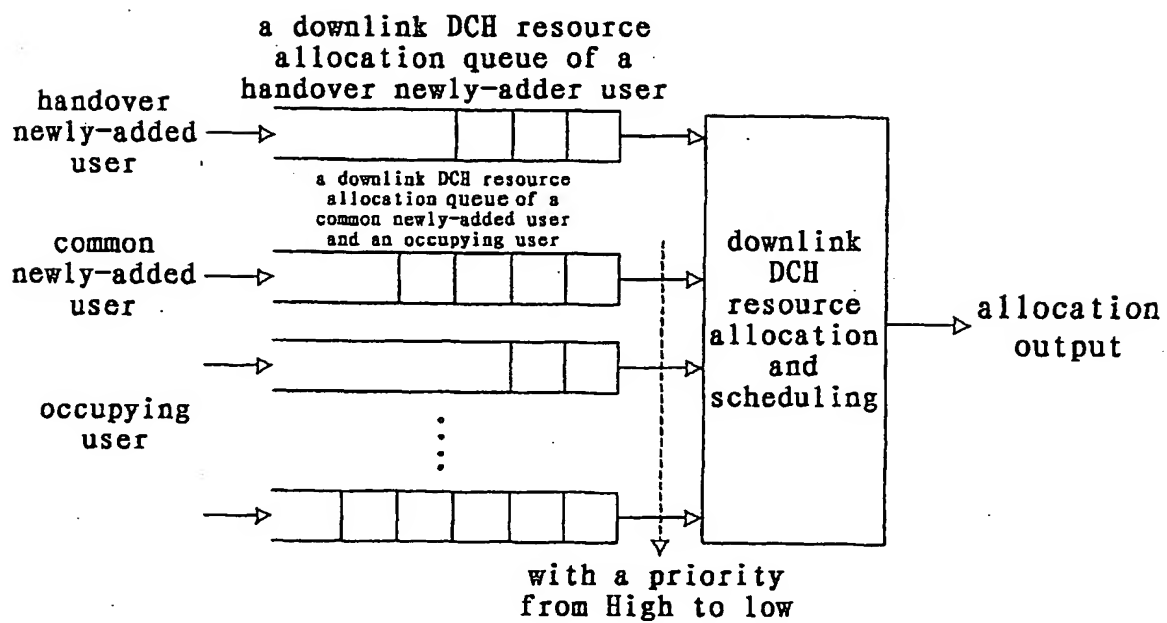 a downlink DCH resource
allocation queue of a
handover newly-adder user
handover
newly-added
user
a downlink DCH resource
allocation queue of a
common newly-added user
and an occupying user
common
newly-added
user
downlink
DCH
resource
allocation
and
scheduling
allocation
output
occupying
user
with a priority
from High to low